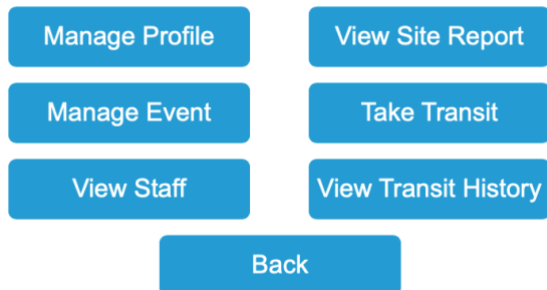 Manage Profile
View Site Report
Manage Event
Take Transit
View Staff
View Transit History
Back